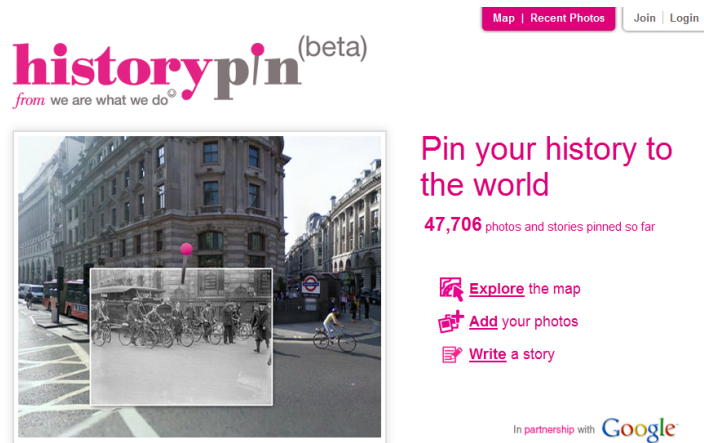 Map | Recent Photos
Join | Login
historypin (beta)
from we are what we do©
Pin your history to
the world
47,706 photos and stories pinned so far
Explore the map
Add your photos
Write a story
In partnership with Google